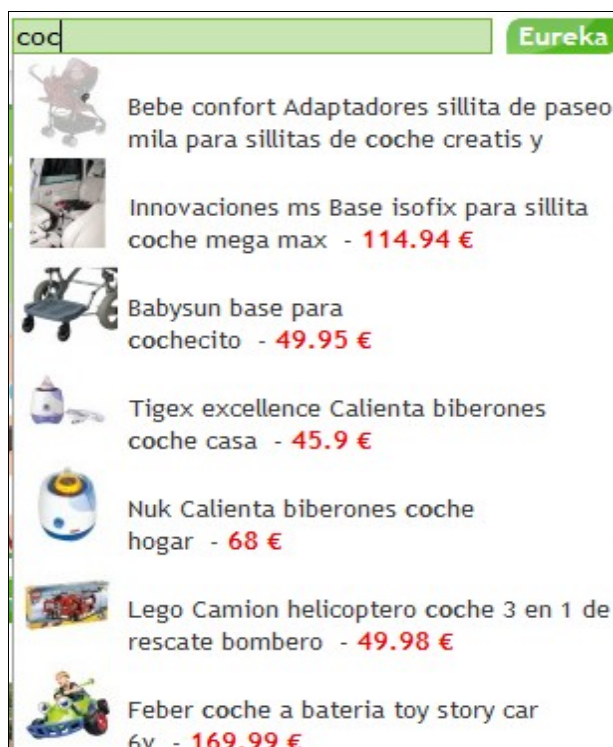 coc
Eureka
Bebe confort Adaptadores sillita de paseo
mila para sillitas de coche creatis y
Innovaciones ms Base isofix para sillita
coche mega max - 114.94 €
Babysun base para
cochecito - 49.95 €
Tigex excellence Calienta biberones
coche casa - 45.9 €
Nuk Calienta biberones coche
hogar - 68 €
Lego Camion helicoptero coche 3 en 1 de
rescate bombero - 49.98 €
Feber coche a bateria toy story car
6v - 169.99 €